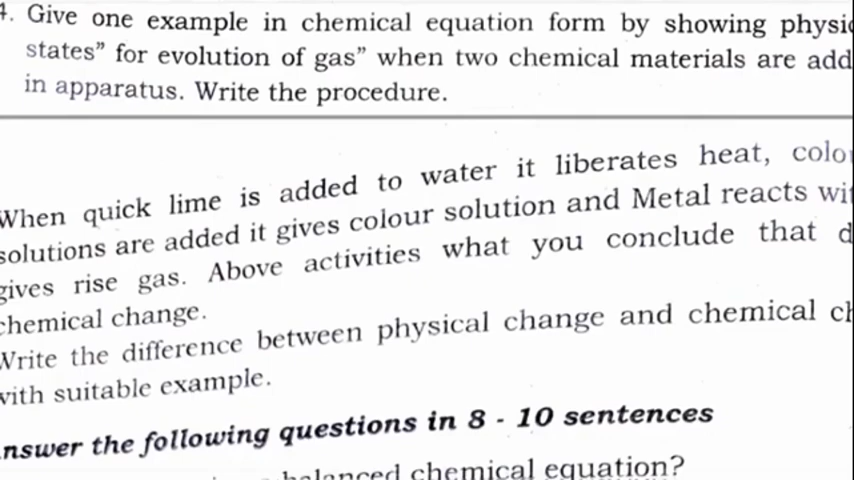 4. Give one example in chemical equation form by showing
states” for evolution of gas” when two chemical materials are
in apparatus. Write the procedure.
When quick lime is added to water it liberates heat,
solutions are added it gives colour solution and Metal reacts
gives rise gas. Above activities what you conclude that
chemical change.
Write the difference between physical change and chemical
with suitable example.
nswer the following questions in 8 - 10 sentences
balanced chemical equation?